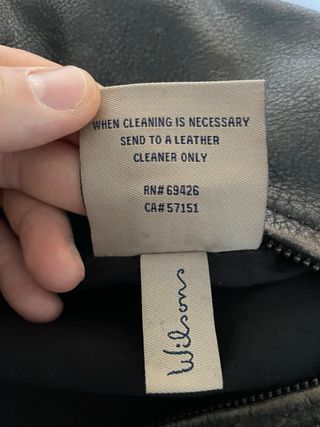 WHEN CLEANING IS NECESSARY
SEND TO A LEATHER
CLEANER ONLY
RN# 69426
CA# 57151
Wilsons